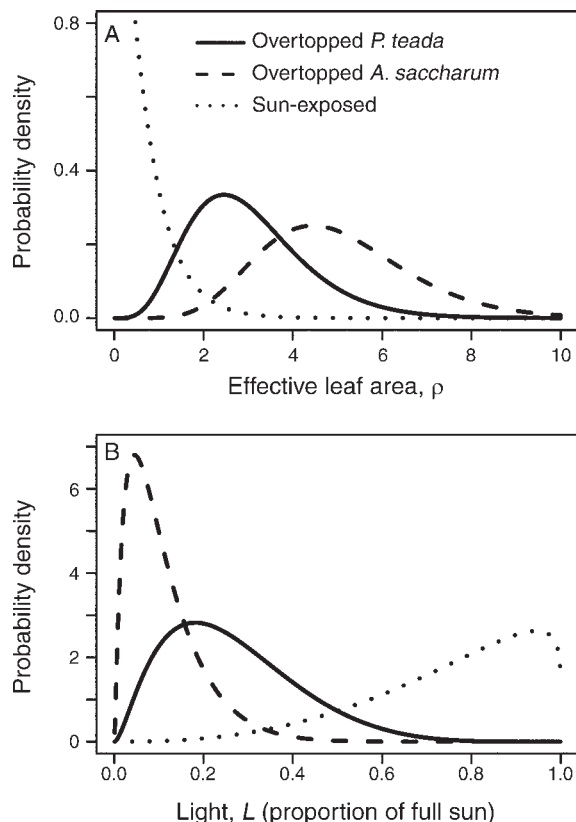 A
Overtopped P. teada
Overtopped A. saccharum
Sun-exposed
Probability density
0.8
0.4
0.0
0 2 4 6 8 10
Effective leaf area, ρ
B
Probability density
6
4
2
0
0.0 0.2 0.4 0.6 0.8 1.0
Light, L (proportion of full sun)